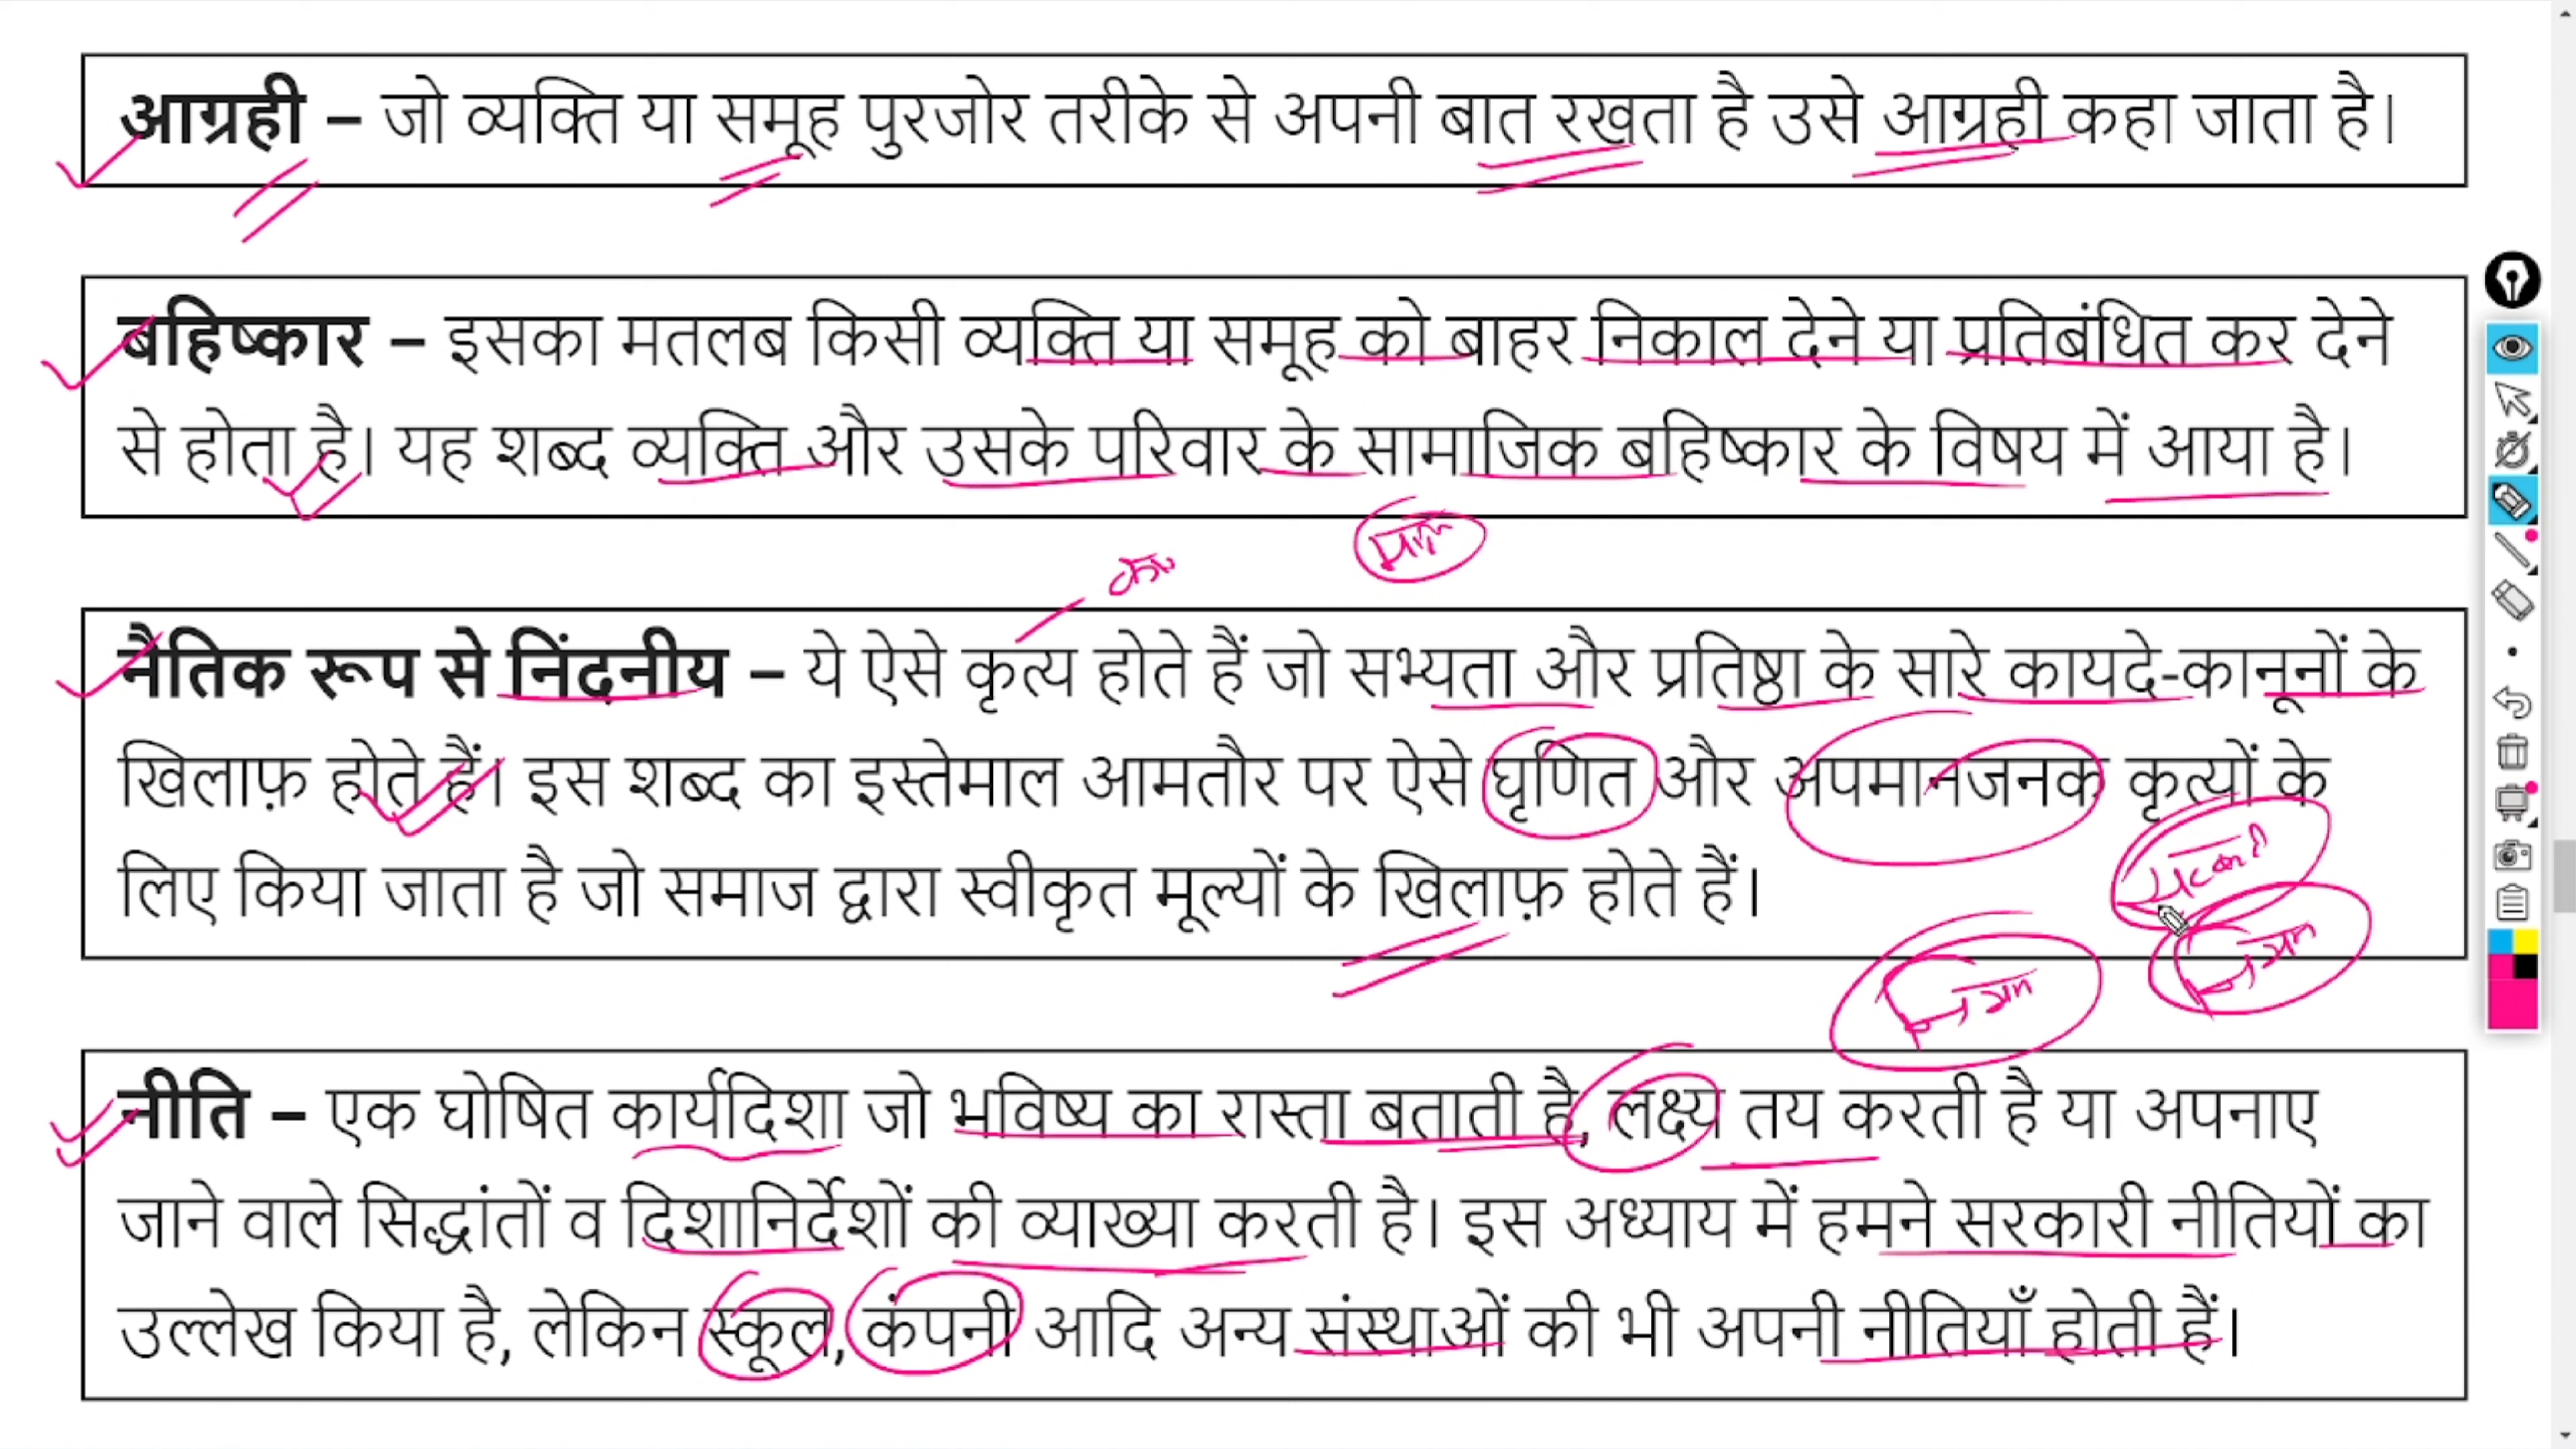 आग्रही – जो व्यक्ति या समूह पुरजोर तरीके से अपनी बात रखता है उसे आग्रही कहा जाता है।
बहिष्कार – इसका मतलब किसी व्यक्ति या समूह को बाहर निकाल देने या प्रतिबंधित कर देने
से होता है। यह शब्द व्यक्ति और उसके परिवार के सामाजिक बहिष्कार के विषय में आया है।
नैतिक रूप से निंदनीय – ये ऐसे कृत्य होते हैं जो सभ्यता और प्रतिष्ठा के सारे कायदे-कानूनों के
खिलाफ़ होते हैं। इस शब्द का इस्तेमाल आमतौर पर ऐसे घृणित और अपमानजनक कृत्यों के
लिए किया जाता है जो समाज द्वारा स्वीकृत मूल्यों के खिलाफ़ होते हैं।
नीति – एक घोषित कार्यदिशा जो भविष्य का रास्ता बताती है, लक्ष्य तय करती है या अपनाए
जाने वाले सिद्धांतों व दिशानिर्देशों की व्याख्या करती है। इस अध्याय में हमने सरकारी नीतियों का
उल्लेख किया है, लेकिन स्कूल, कंपनी आदि अन्य संस्थाओं की भी अपनी नीतियाँ होती हैं।